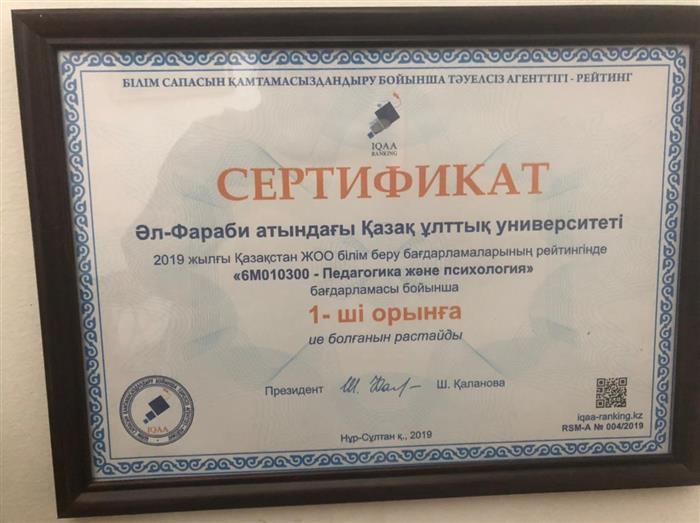 БІЛІМ САПАСЫН ҚАМТАМАСЫЗДАНДЫРУ БОЙЫНША ТӘУЕЛСІЗ АГЕНТТІГІ - РЕЙТИНГ
IQAA
RANKING
СЕРТИФИКАТ
Әл-Фараби атындағы Қазақ ұлттық университеті
2019 жылғы Қазақстан ЖОО білім беру бағдарламаларының рейтингінде
«6М010300 - Педагогика және психология»
бағдарламасы бойынша
1- ші орынға
ие болғанын растайды
Президент
Ш. Қаланова
IQAA
iqaa-ranking.kz
RSM-A № 004/2019
Нұр-Сұлтан қ., 2019